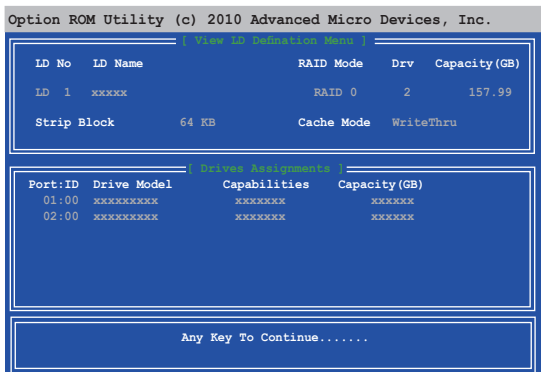 Option ROM Utility (c) 2010 Advanced Micro Devices, Inc.
[ View LD Defination Menu ]
LD No LD Name RAID Mode Drv Capacity(GB)
LD 1 xxxxx RAID 0 2 157.99
Strip Block 64 KB Cache Mode WriteThru
[ Drives Assignments ]
Port:ID Drive Model Capabilities Capacity(GB)
01:00 xxxxxxxxx xxxxxxx xxxxxx
02:00 xxxxxxxxx xxxxxxx xxxxxx
Any Key To Continue.......